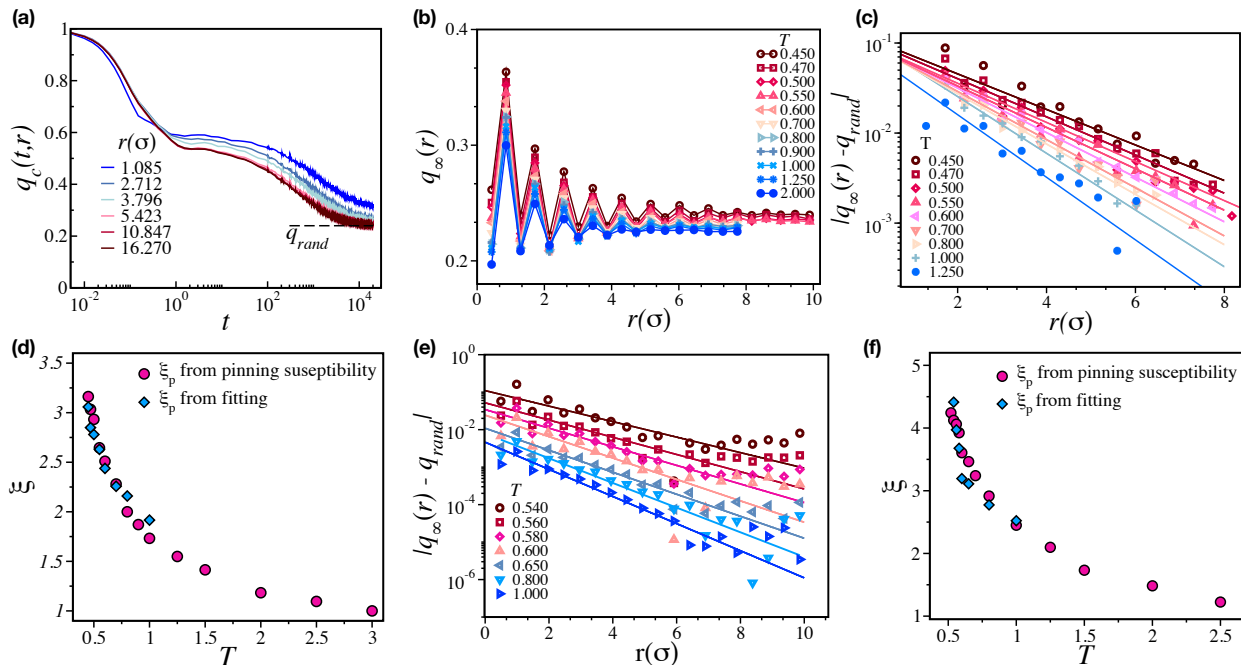 (a)
q_c(t,r)
1
0.8
0.6
0.4
0.2
0
r(σ)
1.085
2.712
3.796
5.423
10.847
16.270
q_rand
10^-2
10^0
10^2
10^4
t
(b)
q_∞(r)
0.4
0.3
0.2
T
0.450
0.470
0.500
0.550
0.600
0.700
0.800
0.900
1.000
1.250
2.000
0 2 4 6 8 10
r(σ)
(c)
|q_∞(r) - q_rand|
10^-1
10^-2
10^-3
T
0.450
0.470
0.500
0.550
0.600
0.700
0.800
1.000
1.250
2 4 6 8
r(σ)
(d)
ξ
3.5
3
2.5
2
1.5
1
ξ_p from pinning suseptibility
ξ_p from fitting
0.5 1 1.5 2 2.5 3
T
(e)
|q_∞(r) - q_rand|
10^0
10^-2
10^-4
10^-6
T
0.540
0.560
0.580
0.600
0.650
0.800
1.000
0 2 4 6 8 10
r(σ)
(f)
ξ
5
4
3
2
1
ξ_p from pinning susceptibility
ξ_p from fitting
0.5 1 1.5 2 2.5
T